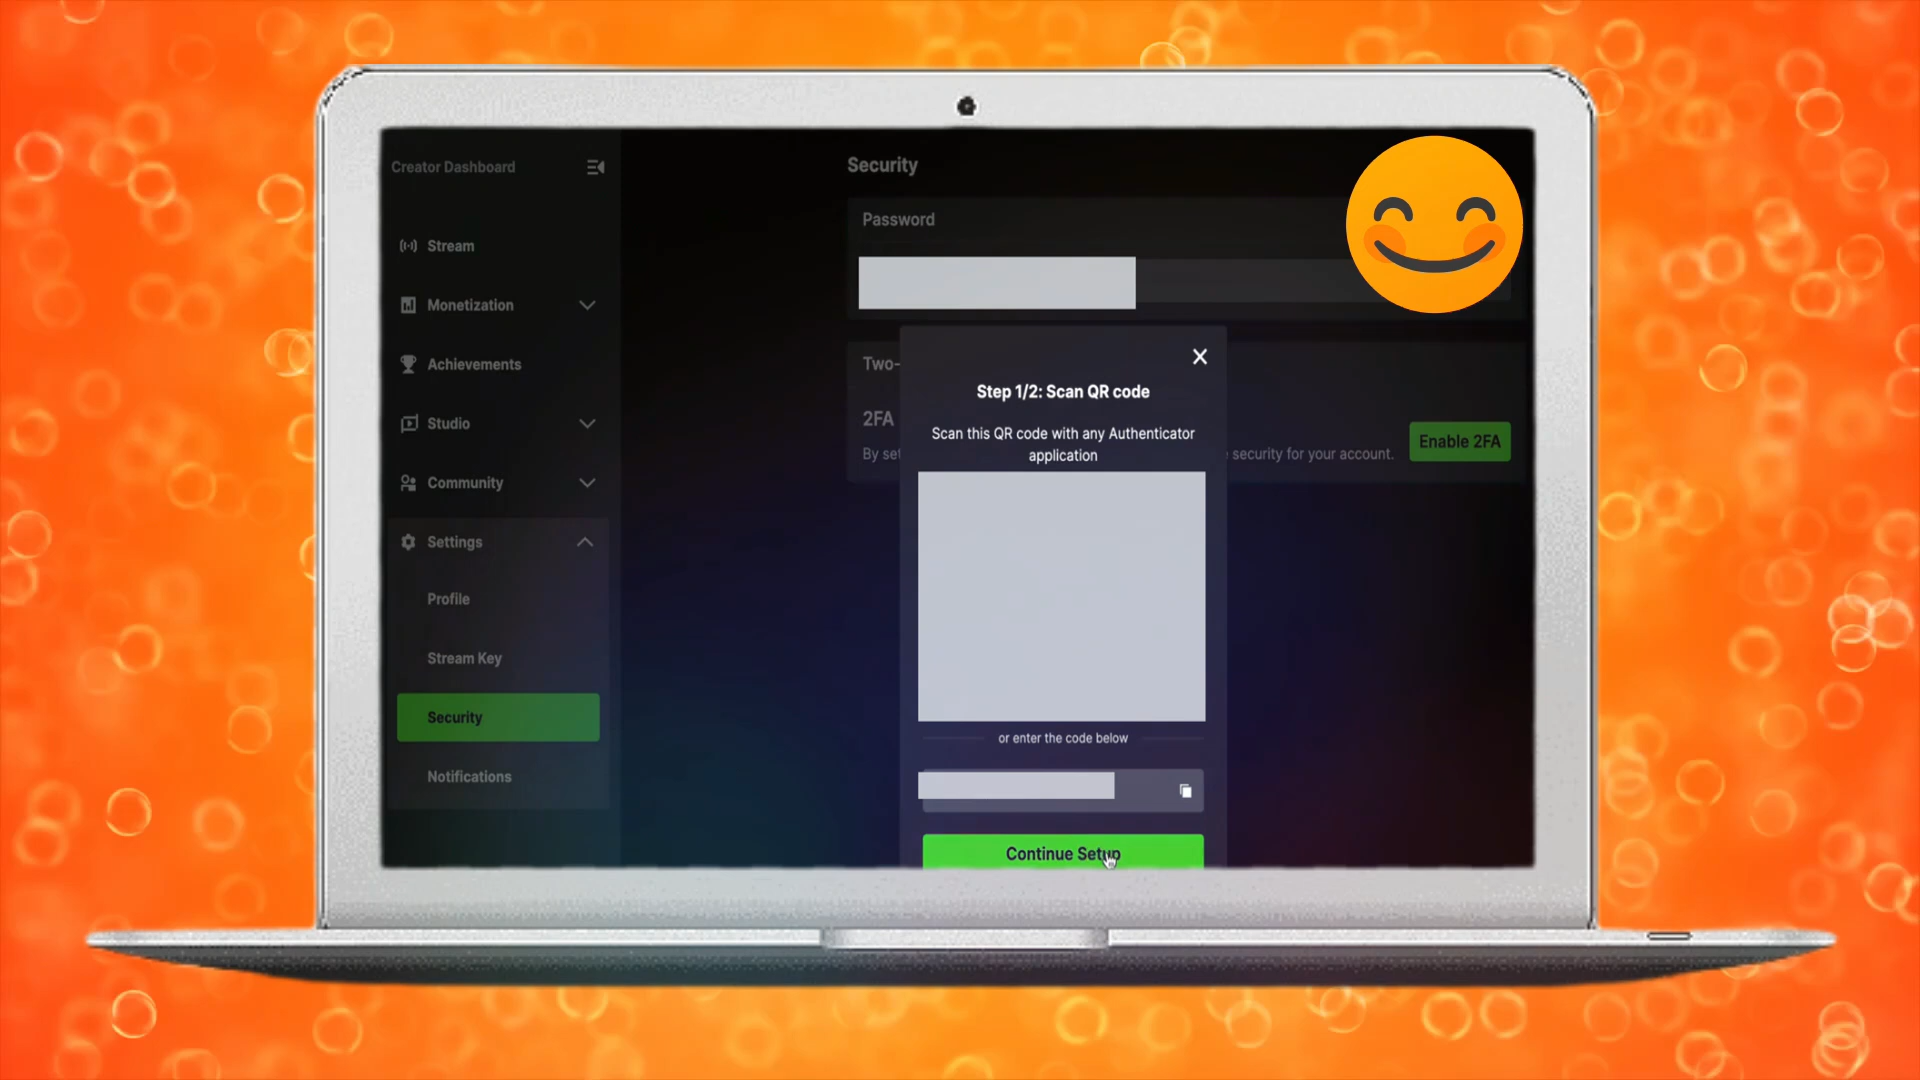 Creator Dashboard
Stream
Monetization
Achievements
Studio
Community
Settings
Profile
Stream Key
Security
Notifications
Security
Password
Two-
2FA
By set
security for your account.
Enable 2FA
Step 1/2: Scan QR code
Scan this QR code with any Authenticator
application
or enter the code below
Continue Setup